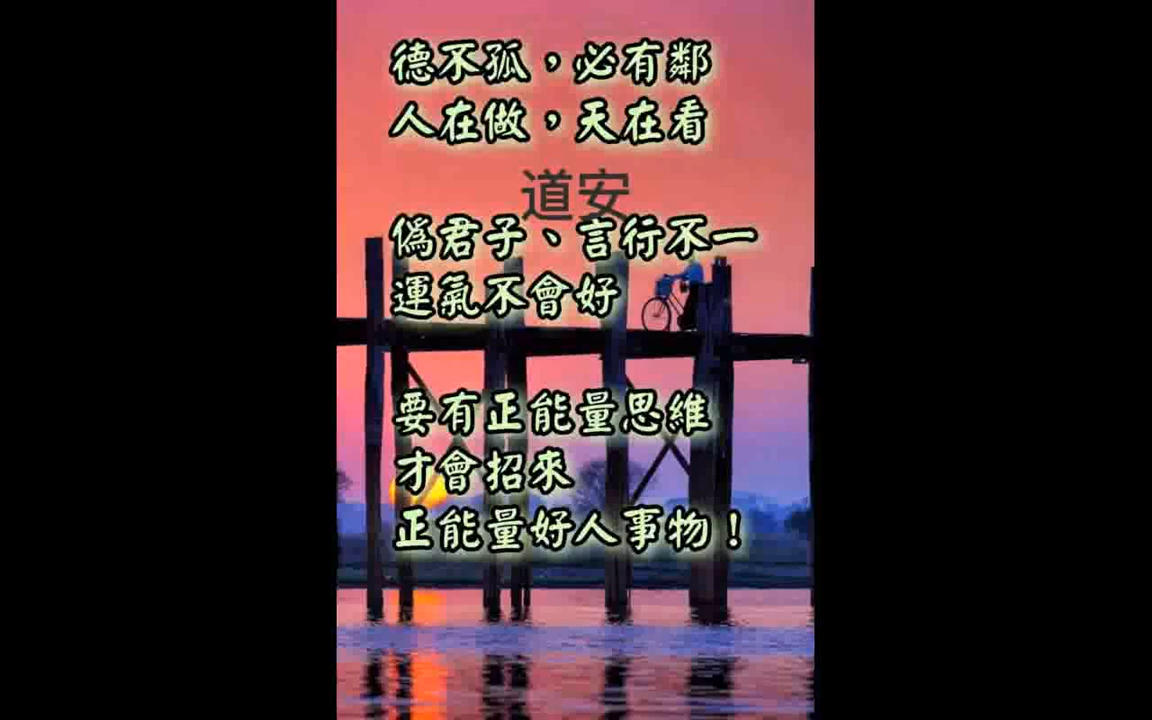 德不孤，必有鄰
人在做，天在看
道安
偽君子、言行不一
運氣不會好
要有正能量思維
才會招來
正能量好人事物！